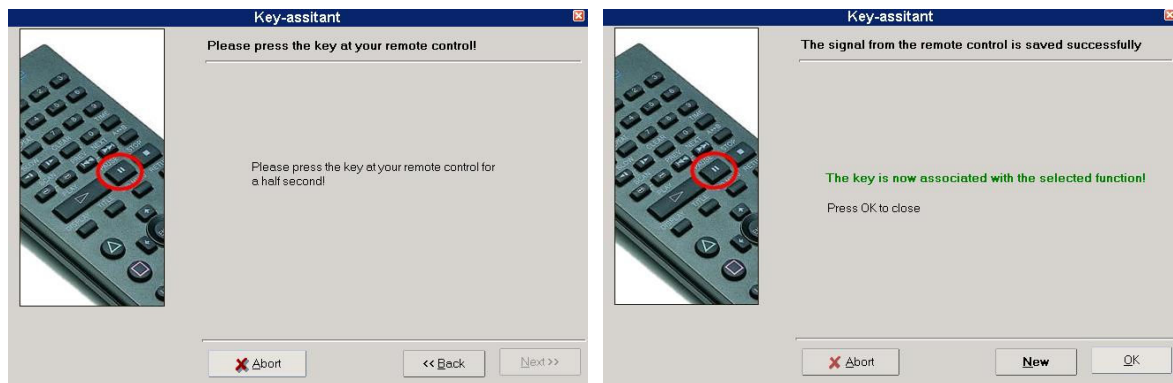 Key-assitant
Please press the key at your remote control!
Please press the key at your remote control for
a half second!
Abort
<< Back
Next >>
Key-assitant
The signal from the remote control is saved successfully
The key is now associated with the selected function!
Press OK to close
Abort
New
OK